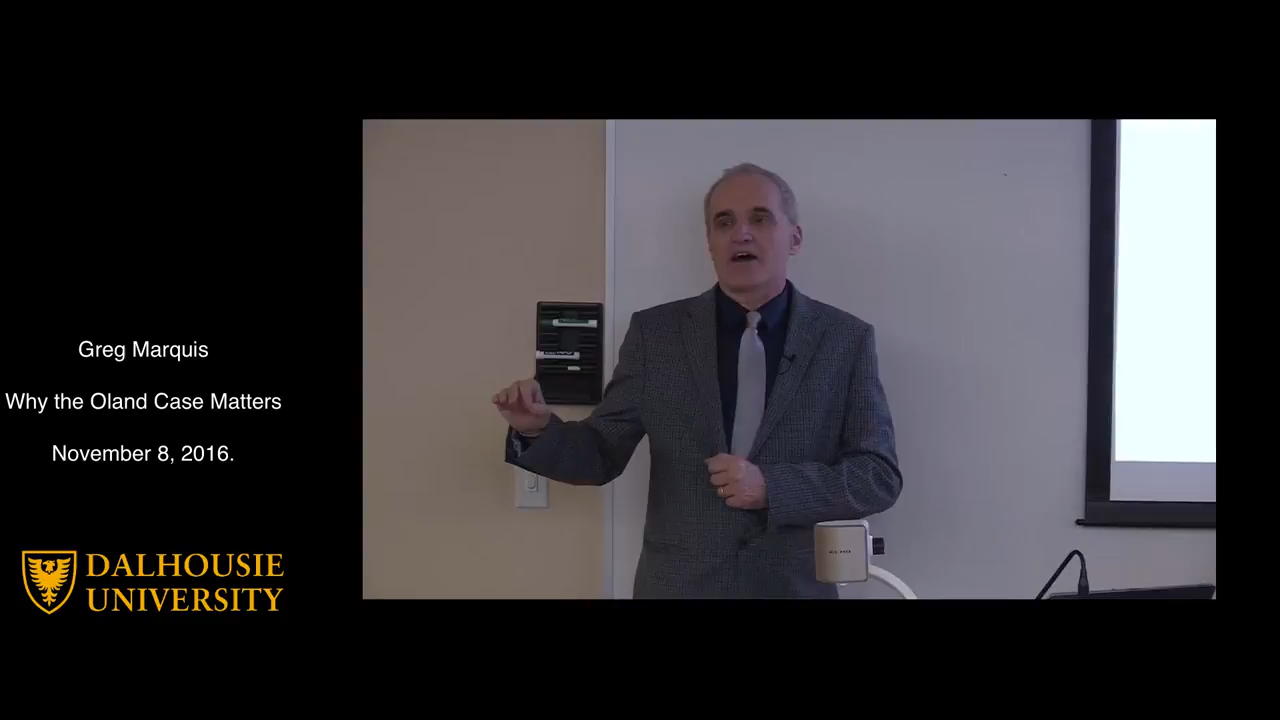 Greg Marquis
Why the Oland Case Matters
November 8, 2016.
DALHOUSIE
UNIVERSITY